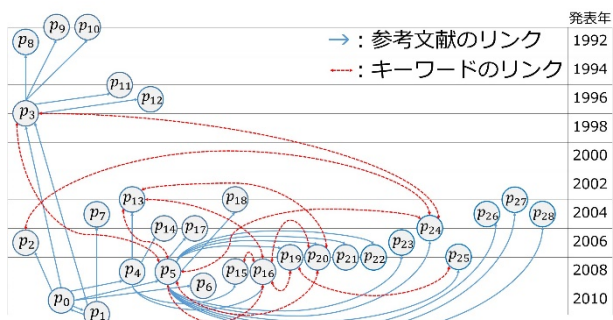 発表年
p9 p10
p8
→：参考文献のリンク
1992
キーワードのリンク
1994
p11
p12
1996
p3
1998
2000
2002
p13 p18 p27
p7 p26 p28
2004
p14 p17 p24
p2 p23
2006
p19 p20 p21 p22 p25
p4 p5 p15 p16
2008
p6
p0
p1
2010